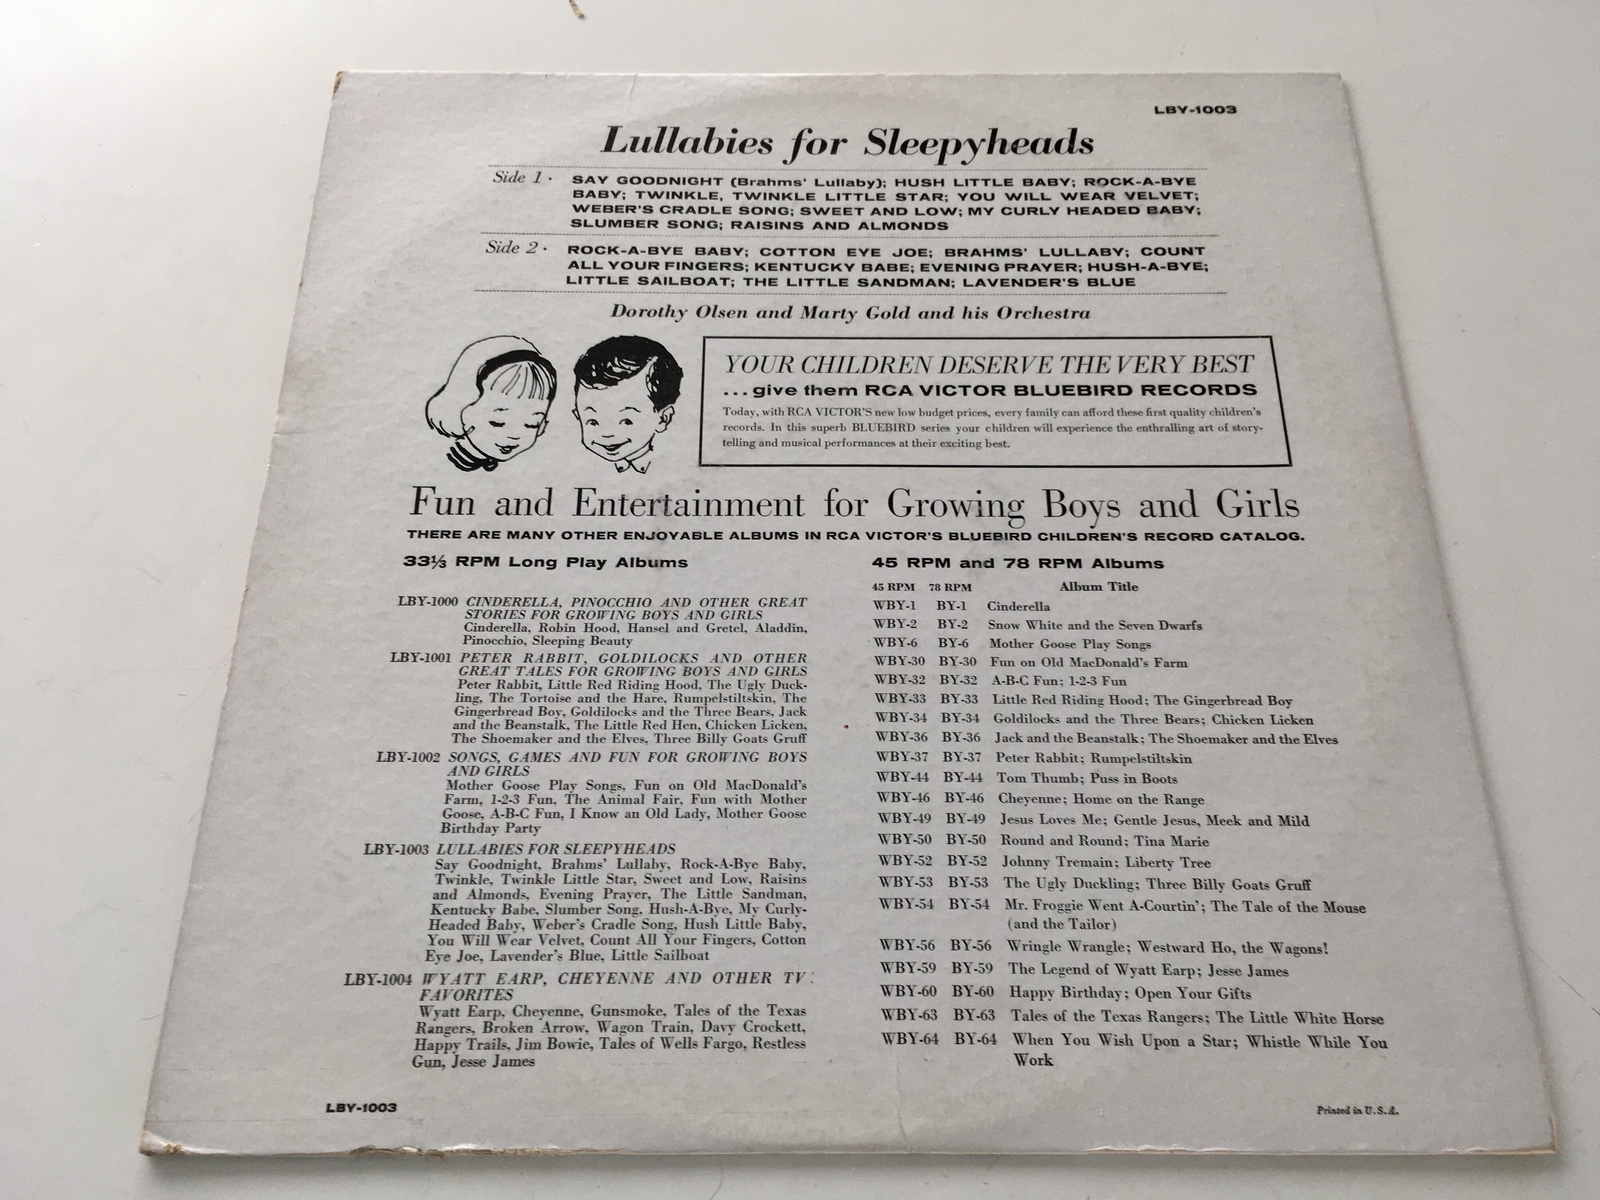 LBY-1003
Lullabies for Sleepyheads
Side 1 · SAY GOODNIGHT (Brahms' Lullaby); HUSH LITTLE BABY; ROCK-A-BYE
BABY; TWINKLE, TWINKLE LITTLE STAR; YOU WILL WEAR VELVET;
WEBER'S CRADLE SONG; SWEET AND LOW; MY CURLY HEADED BABY;
SLUMBER SONG; RAISINS AND ALMONDS
Side 2 · ROCK-A-BYE BABY; COTTON EYE JOE; BRAHMS' LULLABY; COUNT
ALL YOUR FINGERS; KENTUCKY BABE; EVENING PRAYER; HUSH-A-BYE;
LITTLE SAILBOAT; THE LITTLE SANDMAN; LAVENDER'S BLUE
Dorothy Olsen and Marty Gold and his Orchestra
YOUR CHILDREN DESERVE THE VERY BEST
...give them RCA VICTOR BLUEBIRD RECORDS
Today, with RCA VICTOR'S new low budget prices, every family can afford these first quality children's
records. In this superb BLUEBIRD series your children will experience the enthralling art of story-
telling and musical performances at their exciting best.
Fun and Entertainment for Growing Boys and Girls
THERE ARE MANY OTHER ENJOYABLE ALBUMS IN RCA VICTOR'S BLUEBIRD CHILDREN'S RECORD CATALOG.
33⅓ RPM Long Play Albums
LBY-1000 CINDERELLA, PINOCCHIO AND OTHER GREAT
STORIES FOR GROWING BOYS AND GIRLS
Cinderella, Robin Hood, Hansel and Gretel, Aladdin,
Pinocchio, Sleeping Beauty
LBY-1001 PETER RABBIT, GOLDILOCKS AND OTHER
GREAT TALES FOR GROWING BOYS AND GIRLS
Peter Rabbit, Little Red Riding Hood, The Ugly Duck-
ling, The Tortoise and the Hare, Rumpelstiltskin, The
Gingerbread Boy, Goldilocks and the Three Bears, Jack
and the Beanstalk, The Little Red Hen, Chicken Licken,
The Shoemaker and the Elves, Three Billy Goats Gruff
LBY-1002 SONGS, GAMES AND FUN FOR GROWING BOYS
AND GIRLS
Mother Goose Play Songs, Fun on Old MacDonald's
Farm, 1-2-3 Fun, The Animal Fair, Fun with Mother
Goose, A-B-C Fun, I Know an Old Lady, Mother Goose
Birthday Party
LBY-1003 LULLABIES FOR SLEEPYHEADS
Say Goodnight, Brahms' Lullaby, Rock-A-Bye Baby,
Twinkle, Twinkle Little Star, Sweet and Low, Raisins
and Almonds, Evening Prayer, The Little Sandman,
Kentucky Babe, Slumber Song, Hush-A-Bye, My Curly-
Headed Baby, Weber's Cradle Song, Hush Little Baby,
You Will Wear Velvet, Count All Your Fingers, Cotton
Eye Joe, Lavender's Blue, Little Sailboat
LBY-1004 WYATT EARP, CHEYENNE AND OTHER TV
FAVORITES
Wyatt Earp, Cheyenne, Gunsmoke, Tales of the Texas
Rangers, Broken Arrow, Wagon Train, Davy Crockett,
Happy Trails, Jim Bowie, Tales of Wells Fargo, Restless
Gun, Jesse James
45 RPM and 78 RPM Albums
45 RPM 78 RPM Album Title
WBY-1 BY-1 Cinderella
WBY-2 BY-2 Snow White and the Seven Dwarfs
WBY-6 BY-6 Mother Goose Play Songs
WBY-30 BY-30 Fun on Old MacDonald's Farm
WBY-32 BY-32 A-B-C Fun; 1-2-3 Fun
WBY-33 BY-33 Little Red Riding Hood; The Gingerbread Boy
WBY-34 BY-34 Goldilocks and the Three Bears; Chicken Licken
WBY-36 BY-36 Jack and the Beanstalk; The Shoemaker and the Elves
WBY-37 BY-37 Peter Rabbit; Rumpelstiltskin
WBY-44 BY-44 Tom Thumb; Puss in Boots
WBY-46 BY-46 Cheyenne; Home on the Range
WBY-49 BY-49 Jesus Loves Me; Gentle Jesus, Meek and Mild
WBY-50 BY-50 Round and Round; Tina Marie
WBY-52 BY-52 Johnny Tremain; Liberty Tree
WBY-53 BY-53 The Ugly Duckling; Three Billy Goats Gruff
WBY-54 BY-54 Mr. Froggie Went A-Courtin'; The Tale of the Mouse
(and the Tailor)
WBY-56 BY-56 Wringle Wrangle; Westward Ho, the Wagons!
WBY-59 BY-59 The Legend of Wyatt Earp; Jesse James
WBY-60 BY-60 Happy Birthday; Open Your Gifts
WBY-63 BY-63 Tales of the Texas Rangers; The Little White Horse
WBY-64 BY-64 When You Wish Upon a Star; Whistle While You
Work
LBY-1003
Printed in U.S.A.